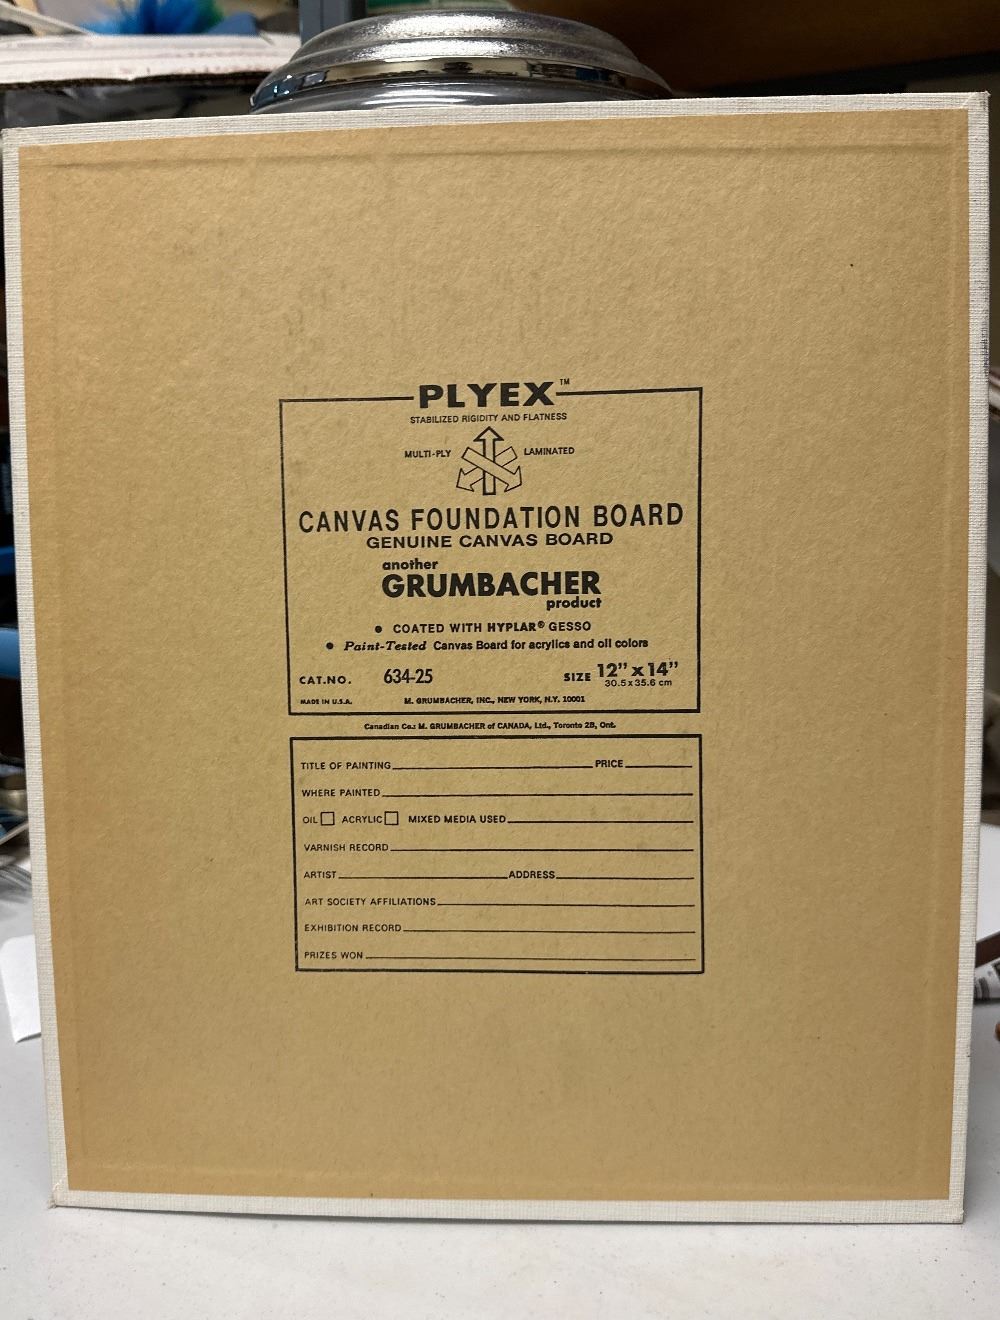 PLYEX™
STABILIZED RIGIDITY AND FLATNESS
MULTI-PLY LAMINATED
CANVAS FOUNDATION BOARD
GENUINE CANVAS BOARD
another
GRUMBACHER
product
• COATED WITH HYPLAR® GESSO
• Paint-Tested Canvas Board for acrylics and oil colors
CAT.NO. 634-25 SIZE 12" x 14"
30.5 x 35.6 cm
MADE IN U.S.A. M. GRUMBACHER, INC., NEW YORK, N.Y. 10001
Canadian Co.: M. GRUMBACHER of CANADA, Ltd., Toronto 2B, Ont.
TITLE OF PAINTING PRICE
WHERE PAINTED
OIL ACRYLIC MIXED MEDIA USED
VARNISH RECORD
ARTIST ADDRESS
ART SOCIETY AFFILIATIONS
EXHIBITION RECORD
PRIZES WON